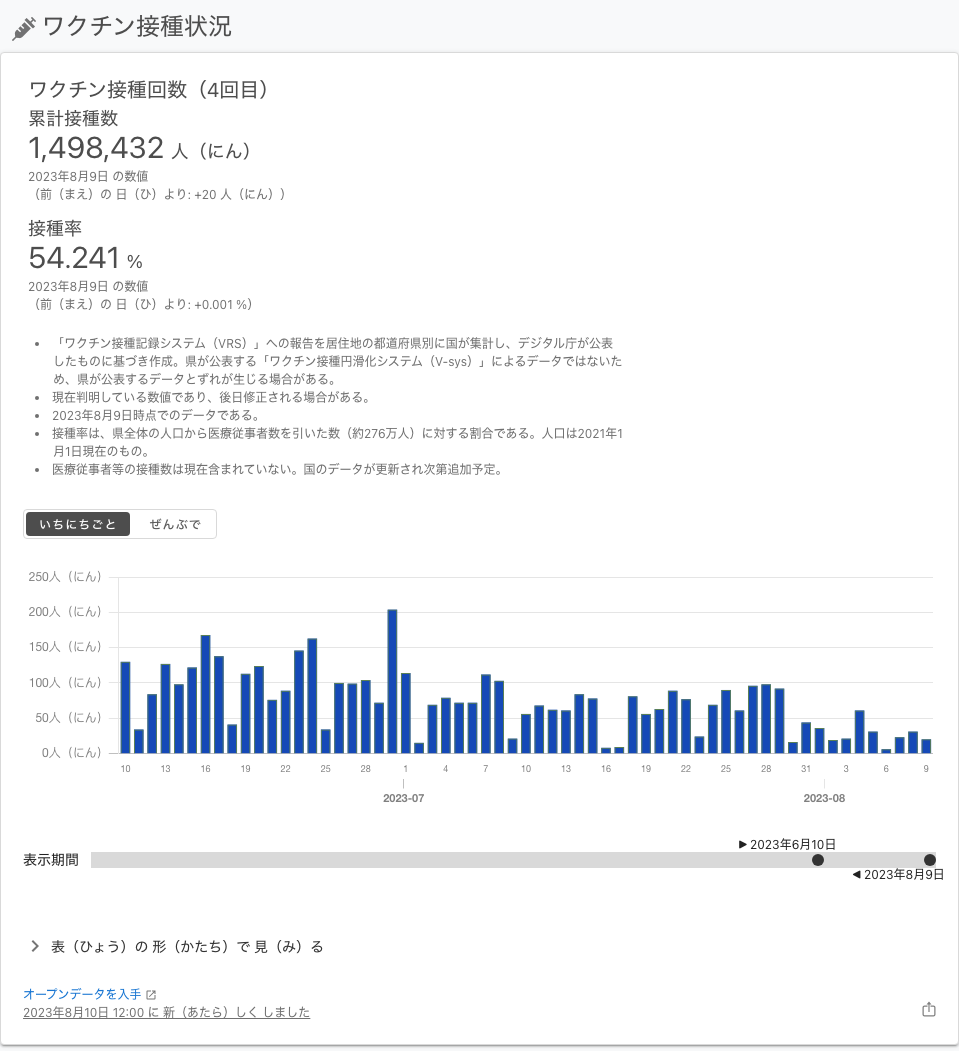 ワクチン接種状況
ワクチン接種回数（4回目）
累計接種数
1,498,432 人（にん）
2023年8月9日 の数値
（前（まえ）の 日（ひ）より: +20 人（にん））
接種率
54.241 %
2023年8月9日 の数値
（前（まえ）の 日（ひ）より: +0.001 %）
• 「ワクチン接種記録システム（VRS）」への報告を居住地の都道府県別に国が集計し、デジタル庁が公表
したものに基づき作成。県が公表する「ワクチン接種円滑化システム（V-sys）」によるデータではないた
め、県が公表するデータとずれが生じる場合がある。
• 現在判明している数値であり、後日修正される場合がある。
• 2023年8月9日時点でのデータである。
• 接種率は、県全体の人口から医療従事者数を引いた数（約276万人）に対する割合である。人口は2021年1
月1日現在のもの。
• 医療従事者等の接種数は現在含まれていない。国のデータが更新され次第追加予定。
いちにちごと ぜんぶで
250人（にん）
200人（にん）
150人（にん）
100人（にん）
50人（にん）
0人（にん）
10 13 16 19 22 25 28 1 4 7 10 13 16 19 22 25 28 31 3 6 9
2023-07 2023-08
▶ 2023年6月10日
表示期間
◀ 2023年8月9日
表（ひょう）の 形（かたち）で 見（み）る
オープンデータを入手
2023年8月10日 12:00 に 新（あたら）しく しました